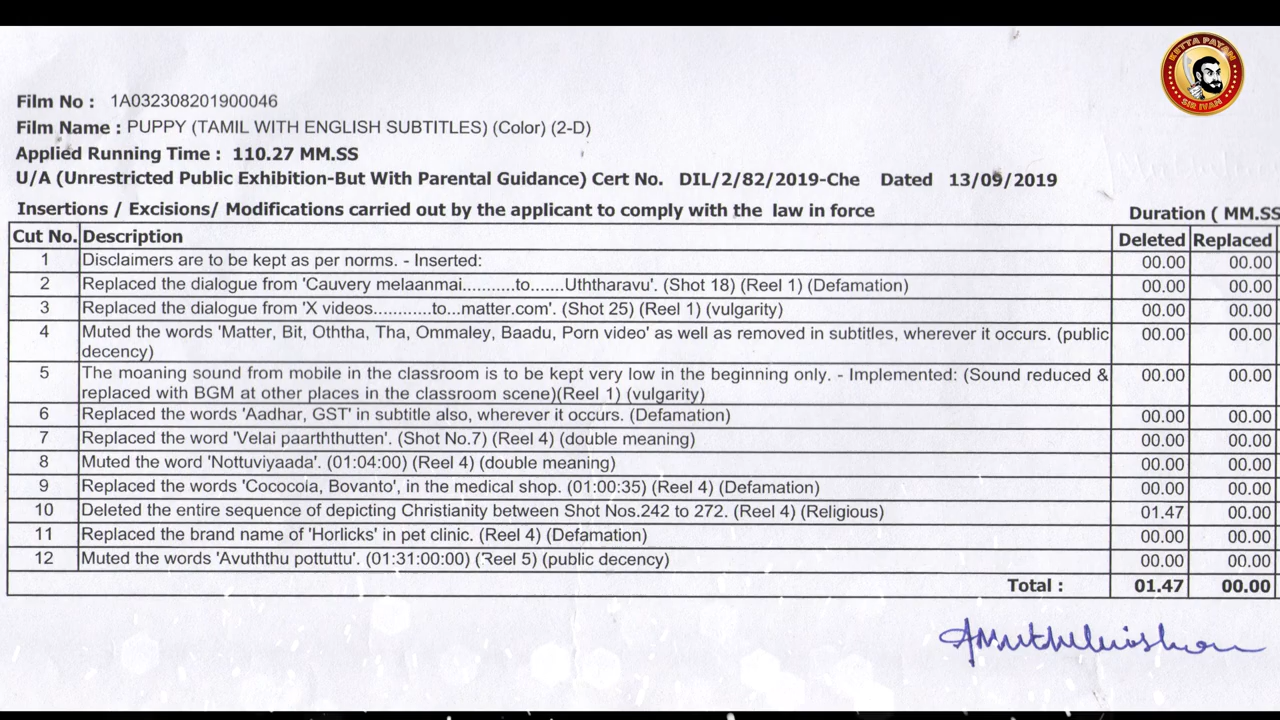 KETTA PAYAN
SIR IVAN
Film No : 1A032308201900046
Film Name : PUPPY (TAMIL WITH ENGLISH SUBTITLES) (Color) (2-D)
Applied Running Time : 110.27 MM.SS
U/A (Unrestricted Public Exhibition-But With Parental Guidance) Cert No. DIL/2/82/2019-Che Dated 13/09/2019
Insertions / Excisions/ Modifications carried out by the applicant to comply with the law in force Duration ( MM.SS
Cut No. Description Deleted Replaced
1 Disclaimers are to be kept as per norms. - Inserted: 00.00 00.00
2 Replaced the dialogue from 'Cauvery melaanmai..........to.......Uththaravu'. (Shot 18) (Reel 1) (Defamation) 00.00 00.00
3 Replaced the dialogue from 'X videos............to...matter.com'. (Shot 25) (Reel 1) (vulgarity) 00.00 00.00
4 Muted the words 'Matter, Bit, Oththa, Tha, Ommaley, Baadu, Porn video' as well as removed in subtitles, wherever it occurs. (public 00.00 00.00
decency)
5 The moaning sound from mobile in the classroom is to be kept very low in the beginning only. - Implemented: (Sound reduced & 00.00 00.00
replaced with BGM at other places in the classroom scene)(Reel 1) (vulgarity)
6 Replaced the words 'Aadhar, GST' in subtitle also, wherever it occurs. (Defamation) 00.00 00.00
7 Replaced the word 'Velai paarththutten'. (Shot No.7) (Reel 4) (double meaning) 00.00 00.00
8 Muted the word 'Nottuviyaada'. (01:04:00) (Reel 4) (double meaning) 00.00 00.00
9 Replaced the words 'Cococola, Bovanto', in the medical shop. (01:00:35) (Reel 4) (Defamation) 00.00 00.00
10 Deleted the entire sequence of depicting Christianity between Shot Nos.242 to 272. (Reel 4) (Religious) 01.47 00.00
11 Replaced the brand name of 'Horlicks' in pet clinic. (Reel 4) (Defamation) 00.00 00.00
12 Muted the words 'Avuththu pottuttu'. (01:31:00:00) (Reel 5) (public decency) 00.00 00.00
Total : 01.47 00.00